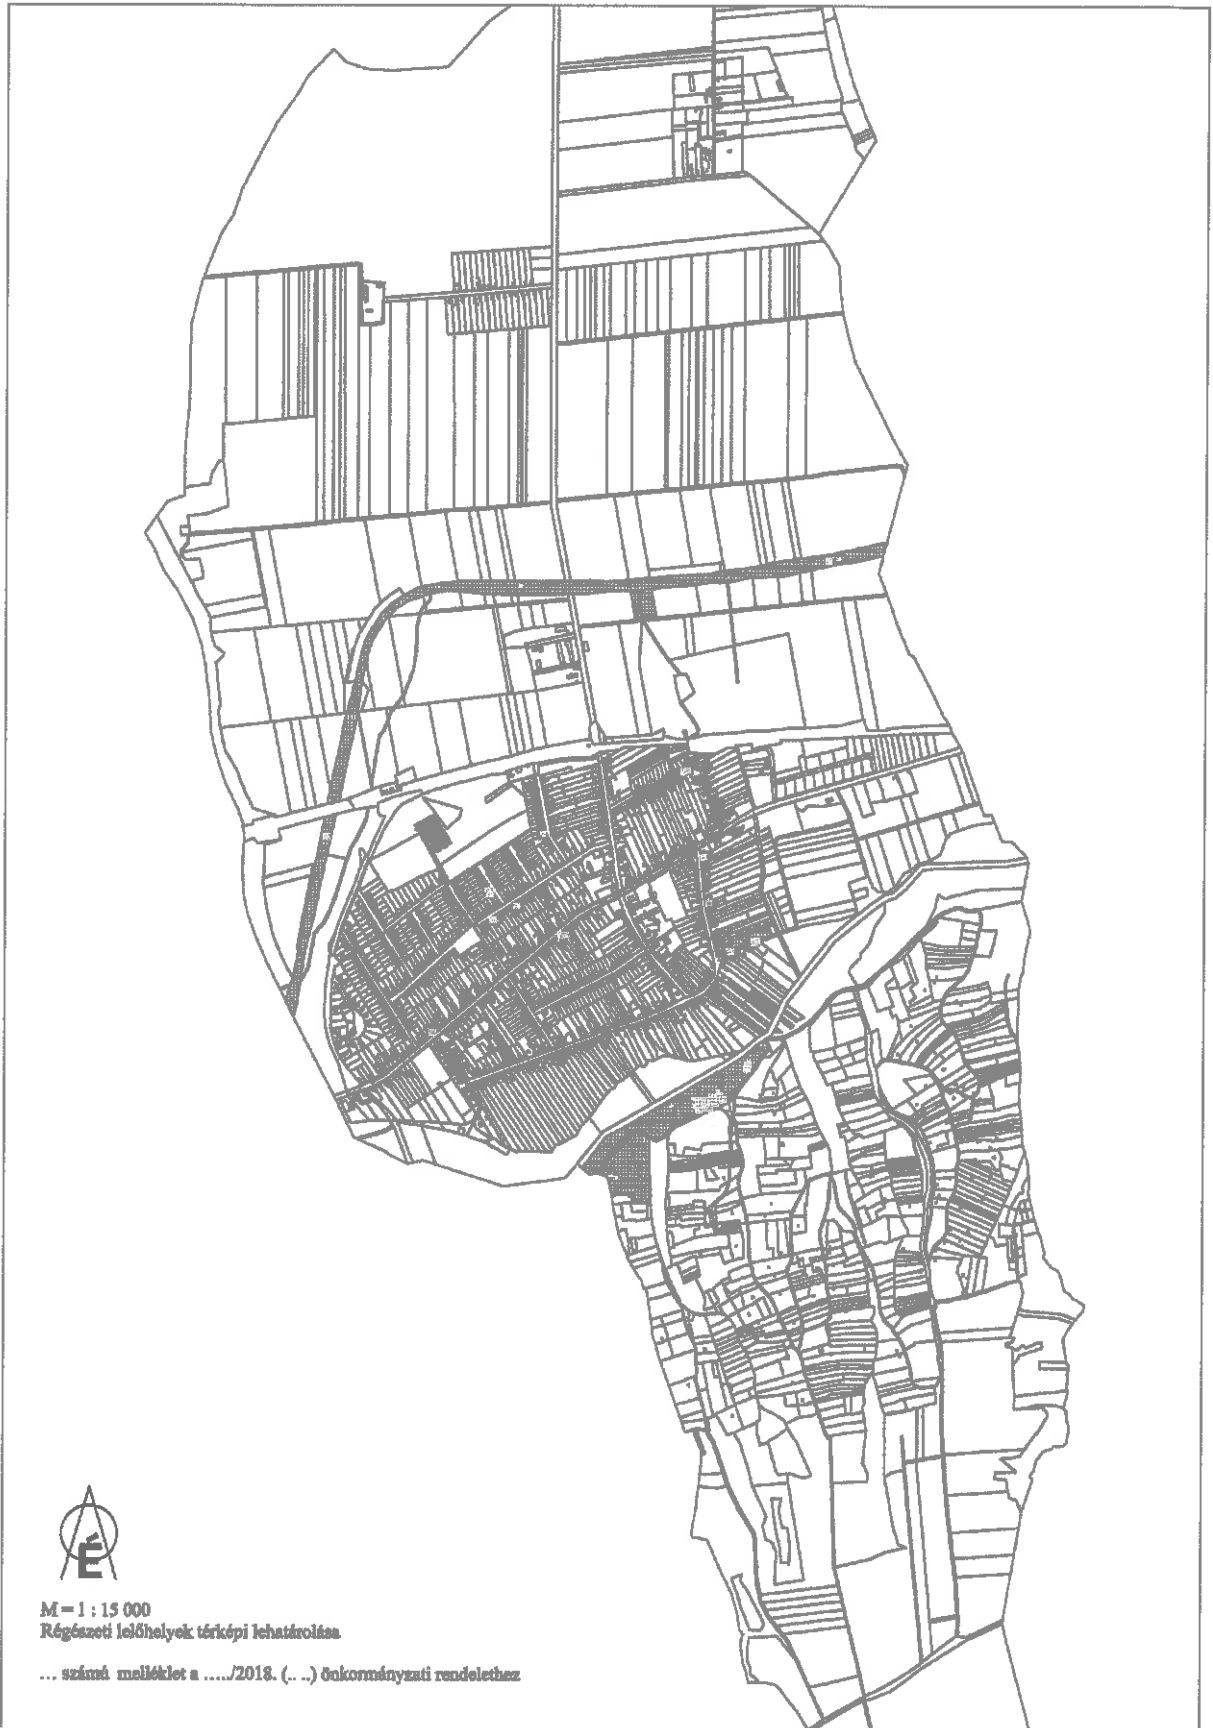 É
M = 1 : 15 000
Régészeti lelőhelyek térképi lehatárolása
... számú melléklet a ...../2018. (.. ..) önkormányzati rendelethez